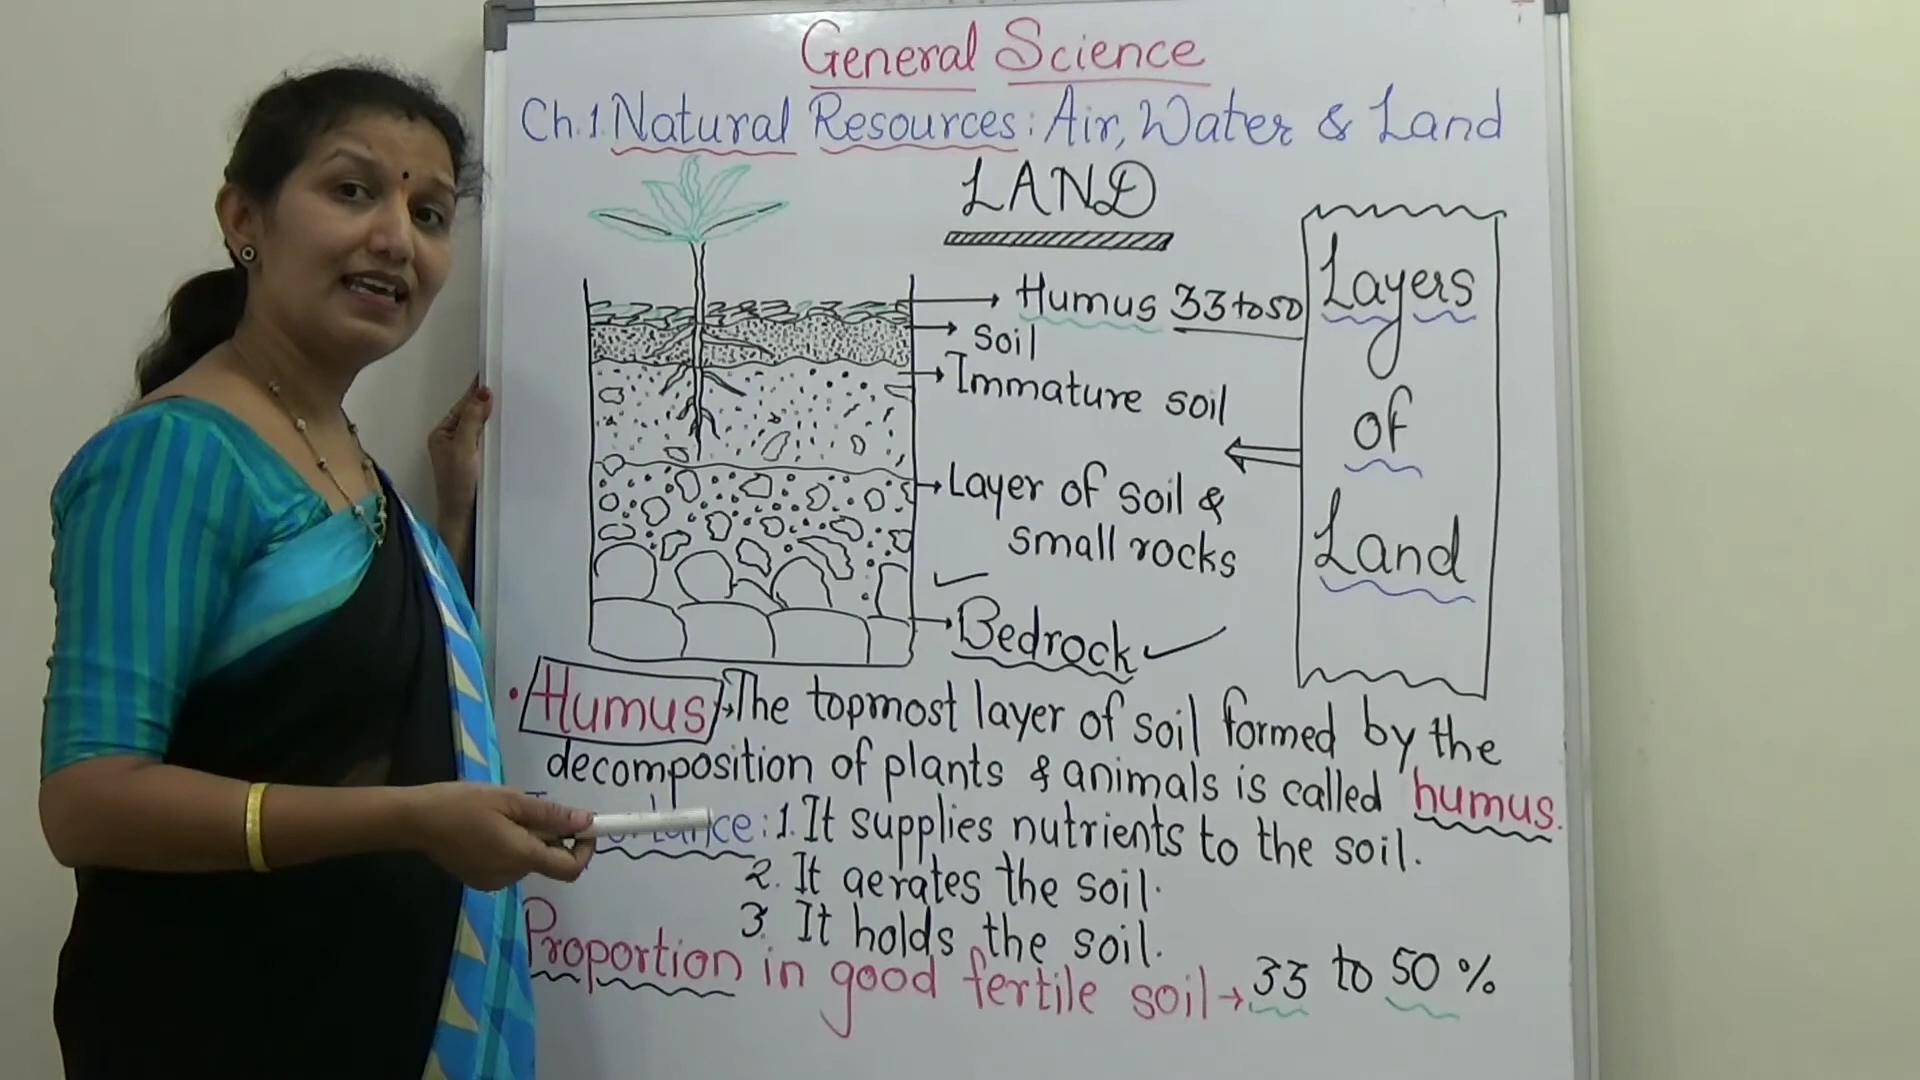 General Science
Ch.1. Natural Resources: Air, Water & Land
LAND
Humus 33 to 50
soil
Immature soil
Layer of soil &
small rocks
Bedrock
Layers
of
Land
• Humus → The topmost layer of soil formed by the
decomposition of plants & animals is called humus.
1. It supplies nutrients to the soil.
2. It aerates the soil.
3. It holds the soil.
Proportion in good fertile soil → 33 to 50 %